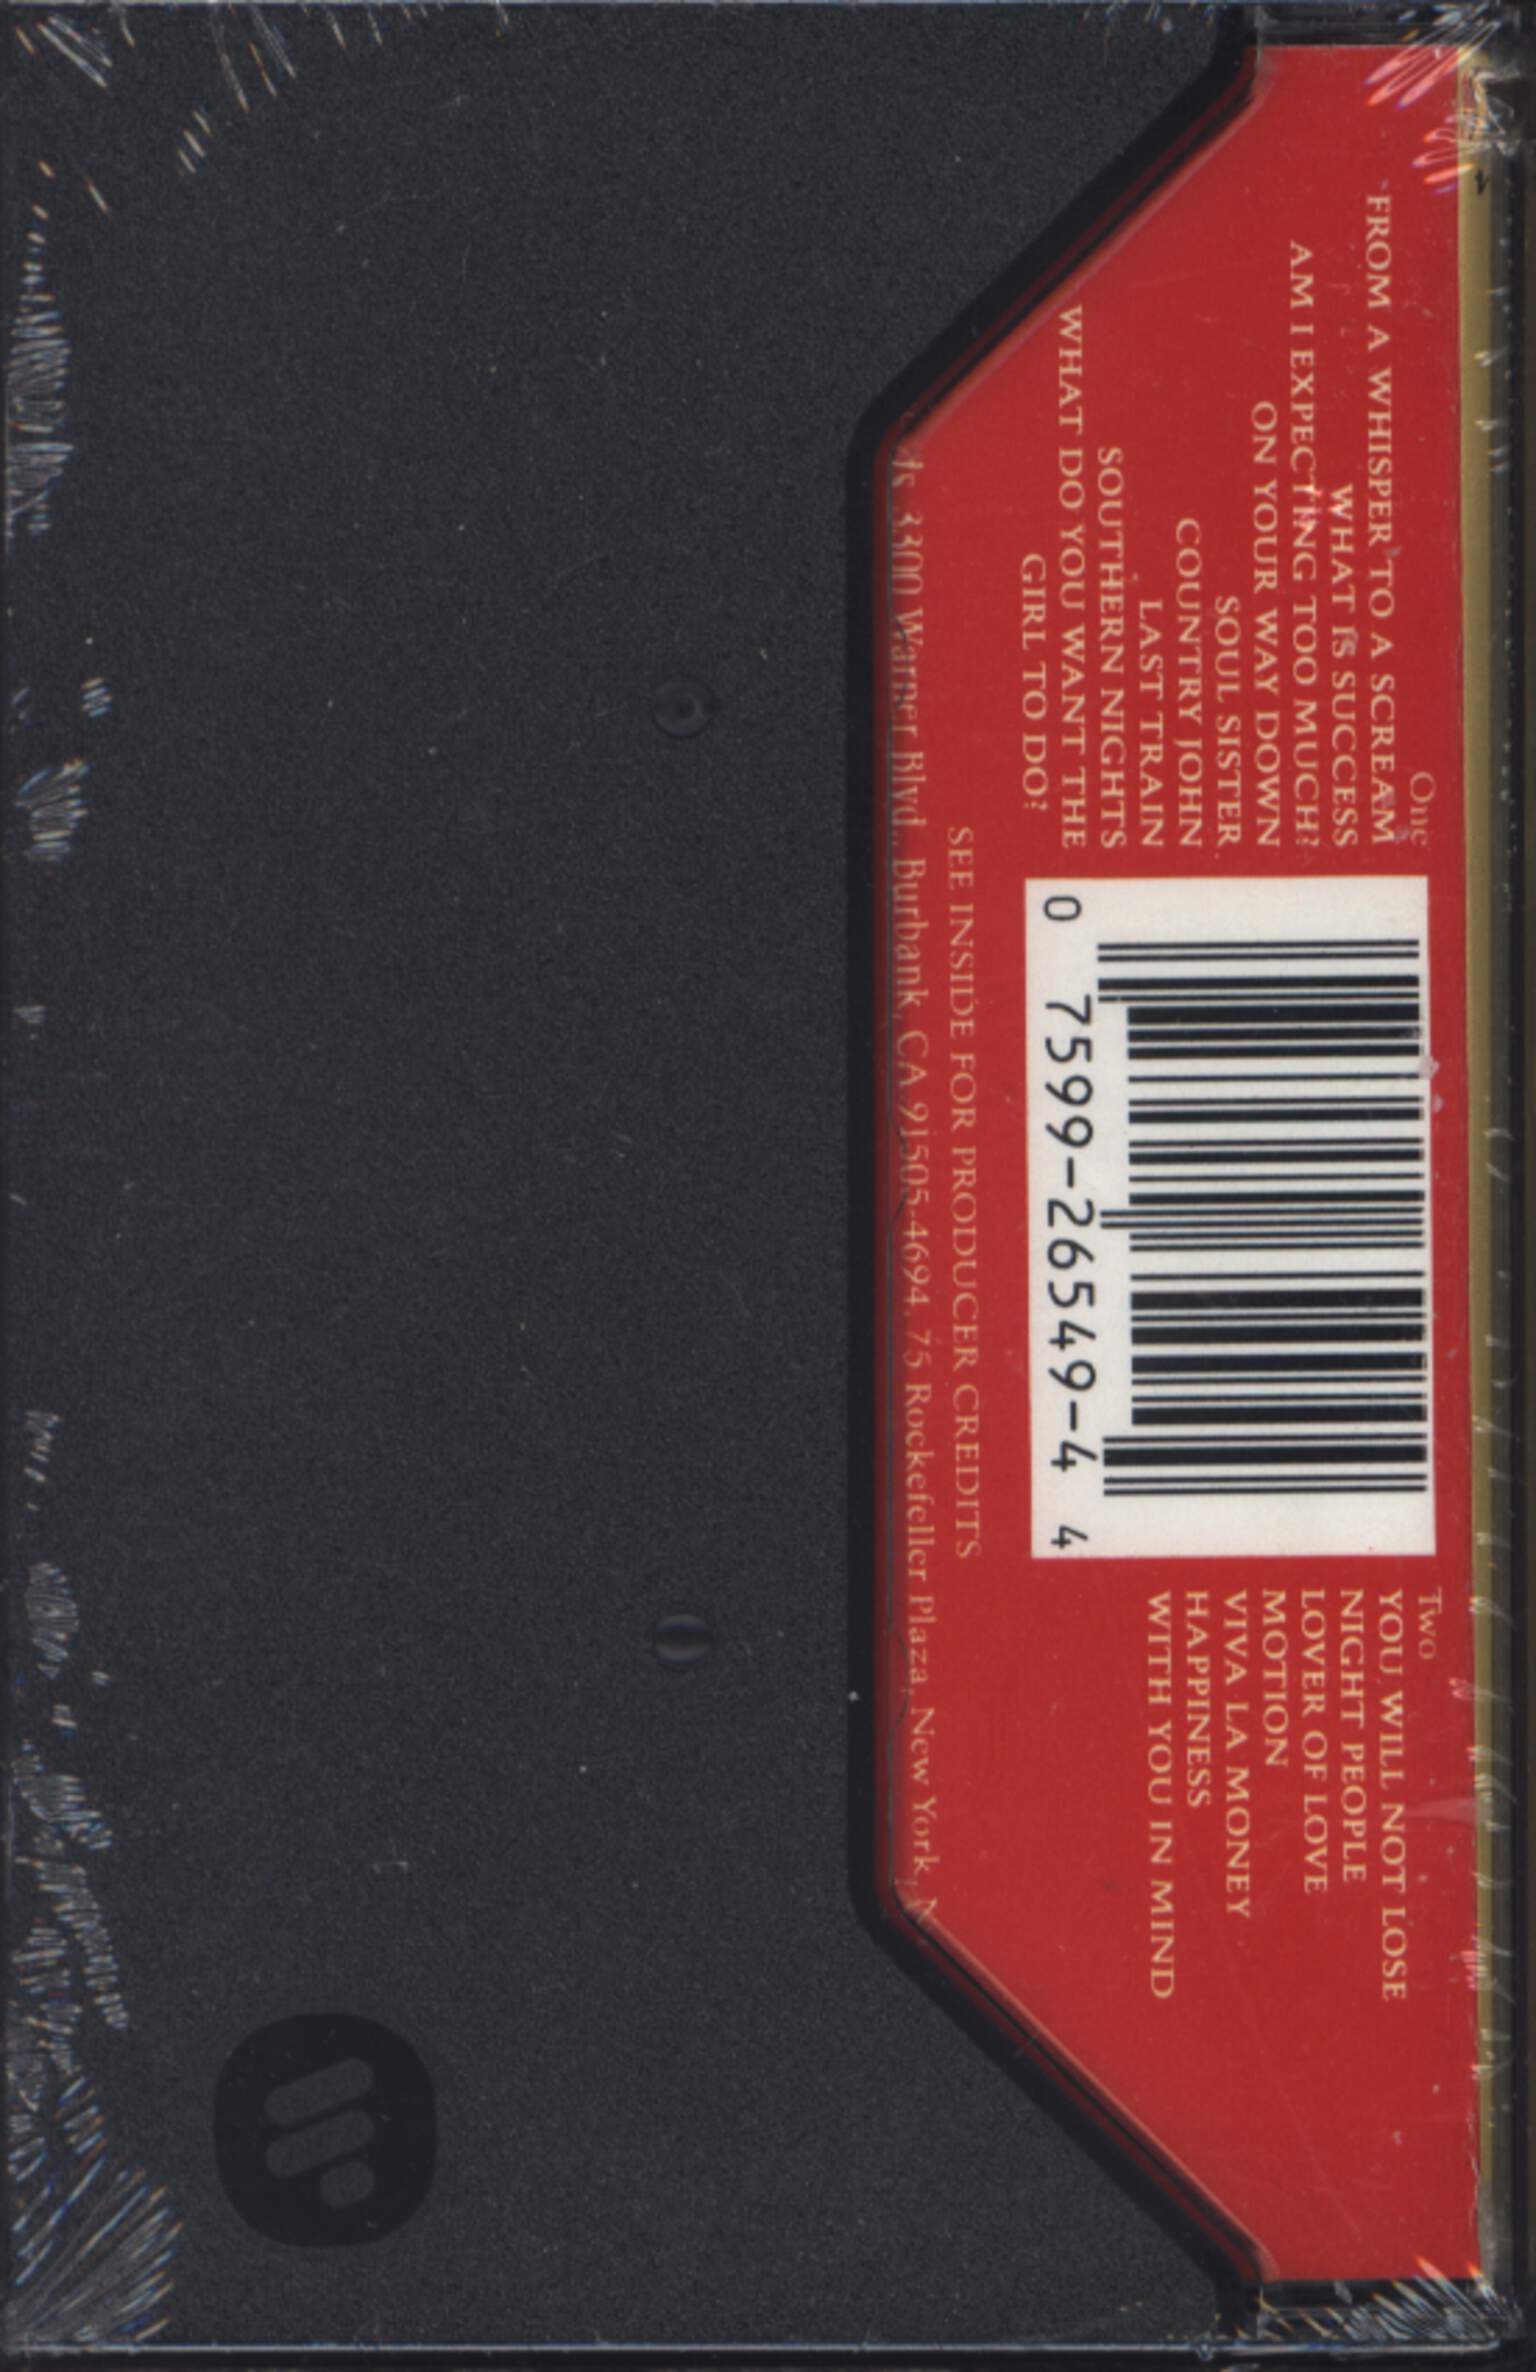 One
FROM A WHISPER TO A SCREAM
WHAT IS SUCCESS
AM I EXPECTING TOO MUCH?
ON YOUR WAY DOWN
SOUL SISTER
COUNTRY JOHN
LAST TRAIN
SOUTHERN NIGHTS
WHAT DO YOU WANT THE
GIRL TO DO?
0 7599-26549-4 4
Two
YOU WILL NOT LOSE
NIGHT PEOPLE
LOVER OF LOVE
MOTION
VIVA LA MONEY
HAPPINESS
WITH YOU IN MIND
SEE INSIDE FOR PRODUCER CREDITS
3300 Warner Blvd., Burbank, CA 91505-4694. 75 Rockefeller Plaza, New York,